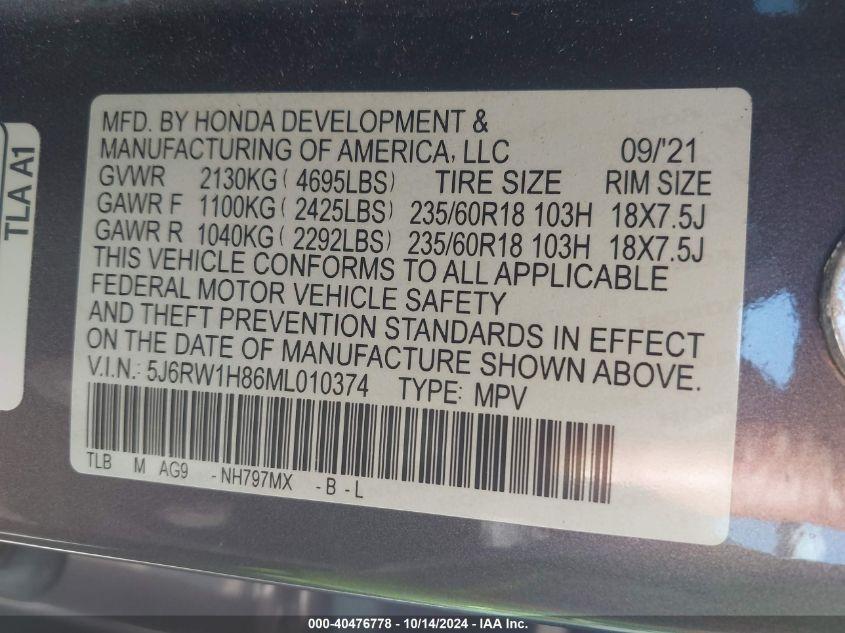 MFD. BY HONDA DEVELOPMENT &
MANUFACTURING OF AMERICA, LLC 09/'21
GVWR 2130KG ( 4695LBS) TIRE SIZE RIM SIZE
GAWR F 1100KG ( 2425LBS) 235/60R18 103H 18X7.5J
GAWR R 1040KG ( 2292LBS) 235/60R18 103H 18X7.5J
THIS VEHICLE CONFORMS TO ALL APPLICABLE
FEDERAL MOTOR VEHICLE SAFETY
AND THEFT PREVENTION STANDARDS IN EFFECT
ON THE DATE OF MANUFACTURE SHOWN ABOVE.
V.I.N.: 5J6RW1H86ML010374 TYPE: MPV
TLB M AG9 -NH797MX -B -L
TLA A1
000-40476778 - 10/14/2024 - IAA Inc.